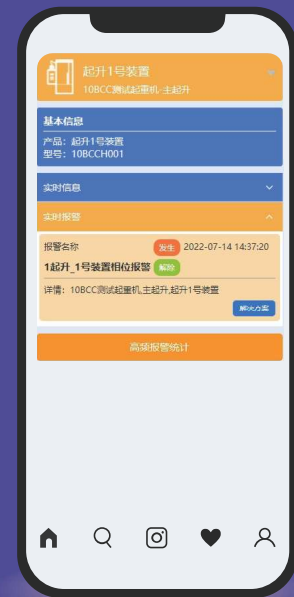 起升1号装置
10BCC测试起重机-主起升
基本信息
产品：起升1号装置
型号：10BCCH001
实时信息
实时报警
报警名称 发生 2022-07-14 14:37:20
1起升_1号装置相位报警 解除
详情：10BCC测试起重机,主起升,起升1号装置
解决方案
高频报警统计